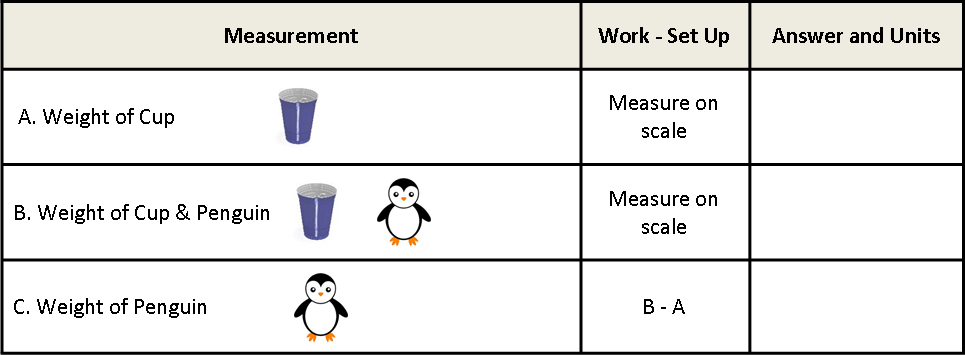 Measurement
Work - Set Up
Answer and Units
A. Weight of Cup
Measure on
scale
B. Weight of Cup & Penguin
Measure on
scale
C. Weight of Penguin
B - A